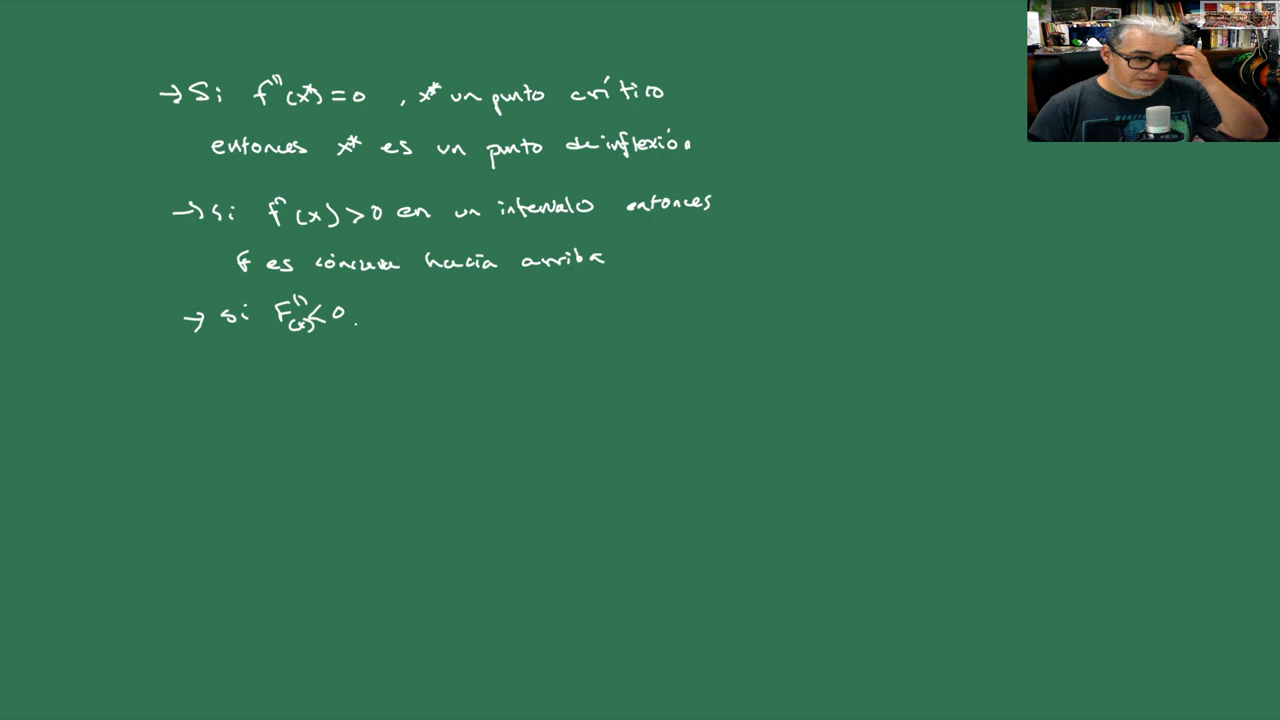 → Si f''(x*) = 0 , x* un punto crítico
entonces x* es un punto de inflexión
→ si f''(x) > 0 en un intervalo entonces
f es cóncava hacia arriba
→ si F''(x) < 0 .